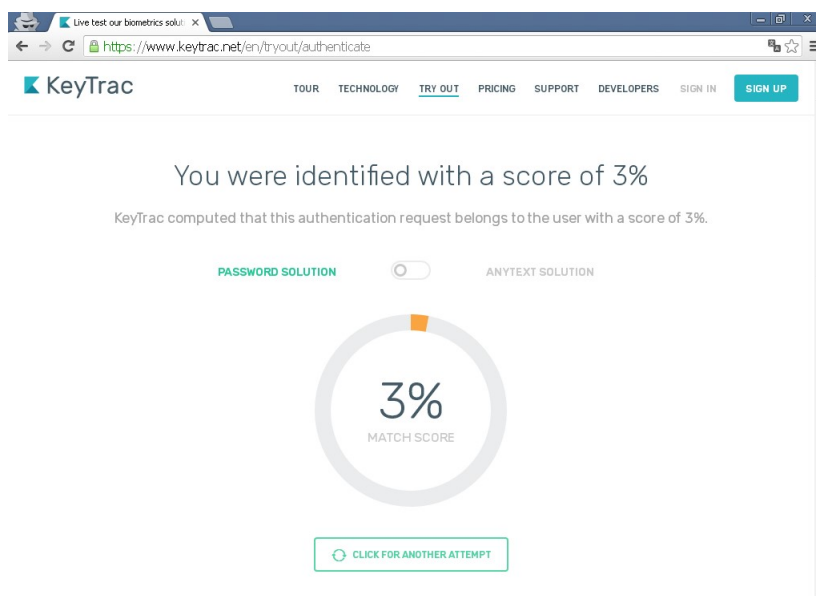 Live test our biometrics soluti
https://www.keytrac.net/en/tryout/authenticate
KeyTrac
TOUR TECHNOLOGY TRY OUT PRICING SUPPORT DEVELOPERS SIGN IN SIGN UP
You were identified with a score of 3%
KeyTrac computed that this authentication request belongs to the user with a score of 3%.
PASSWORD SOLUTION ANYTEXT SOLUTION
3%
MATCH SCORE
CLICK FOR ANOTHER ATTEMPT